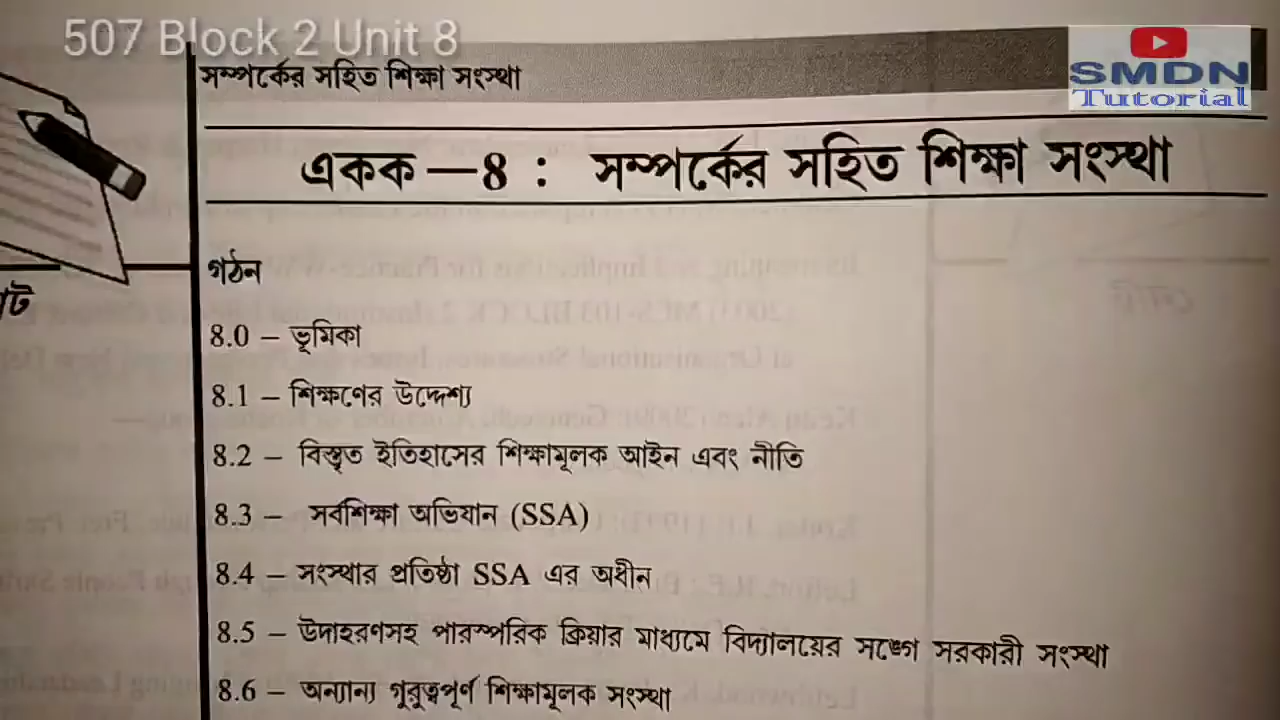 507 Block 2 Unit 8
SMDN
Tutorial
সম্পর্কের সহিত শিক্ষা সংস্থা
একক —8 : সম্পর্কের সহিত শিক্ষা সংস্থা
গঠন
8.0 – ভূমিকা
8.1 – শিক্ষণের উদ্দেশ্য
8.2 – বিস্তৃত ইতিহাসের শিক্ষামূলক আইন এবং নীতি
8.3 – সর্বশিক্ষা অভিযান (SSA)
8.4 – সংস্থার প্রতিষ্ঠা SSA এর অধীন
8.5 – উদাহরণসহ পারস্পরিক ক্রিয়ার মাধ্যমে বিদ্যালয়ের সঙ্গে সরকারী সংস্থা
8.6 – অন্যান্য গুরুত্বপূর্ণ শিক্ষামূলক সংস্থা